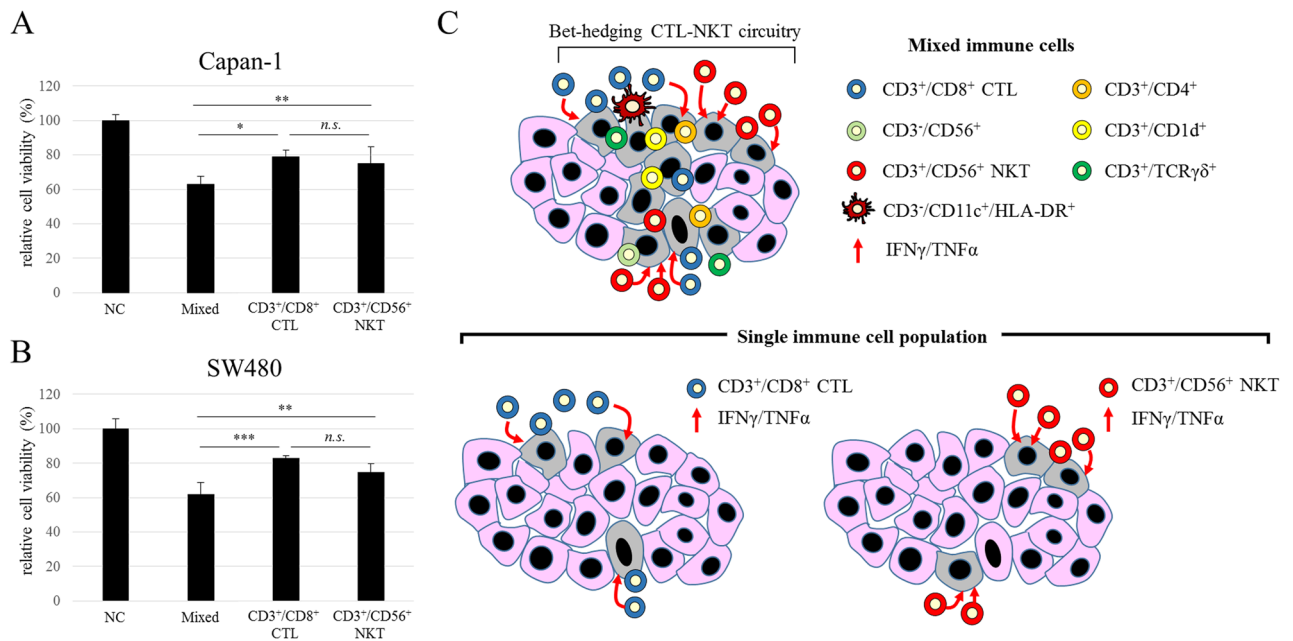 A
Capan-1
relative cell viability (%)
120
100
80
60
40
20
0
**
*
n.s.
NC
Mixed
CD3⁺/CD8⁺
CTL
CD3⁺/CD56⁺
NKT
B
SW480
relative cell viability (%)
120
100
80
60
40
20
0
**
***
n.s.
NC
Mixed
CD3⁺/CD8⁺
CTL
CD3⁺/CD56⁺
NKT
C
Bet-hedging CTL-NKT circuitry
Mixed immune cells
CD3⁺/CD8⁺ CTL
CD3⁺/CD4⁺
CD3⁻/CD56⁺
CD3⁺/CD1d⁺
CD3⁺/CD56⁺ NKT
CD3⁺/TCRγδ⁺
CD3⁻/CD11c⁺/HLA-DR⁺
IFNγ/TNFα
Single immune cell population
CD3⁺/CD8⁺ CTL
IFNγ/TNFα
CD3⁺/CD56⁺ NKT
IFNγ/TNFα